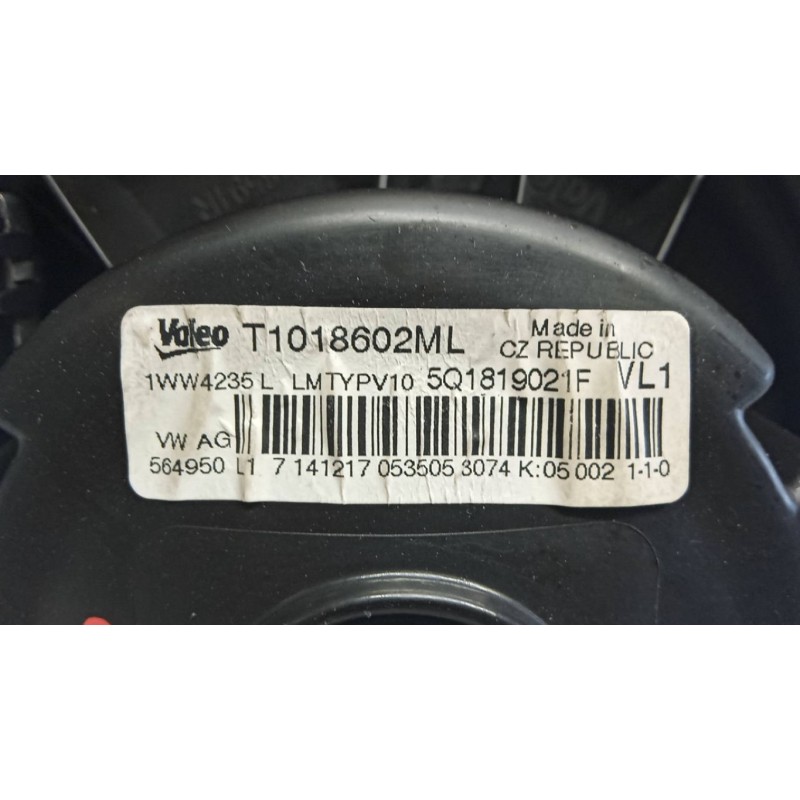 Valeo T1018602ML Made in
CZ REPUBLIC
1WW4235 L LMTYPV10 5Q1819021F VL1
VW AG
564950 L1 7 141217 053505 3074 K:05 002 1-1-0